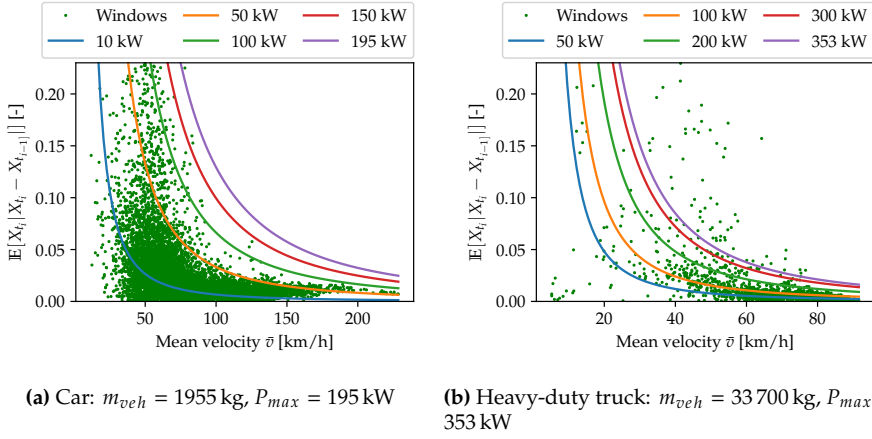 Windows 50 kW 150 kW
10 kW 100 kW 195 kW
Windows 100 kW 300 kW
50 kW 200 kW 353 kW
𝔼[X_{t_j}|X_{t_j} − X_{t_{j−1}}|] [-]
0.20
0.15
0.10
0.05
0.00
50 100 150 200
Mean velocity v̄ [km/h]
𝔼[X_{t_j}|X_{t_j} − X_{t_{j−1}}|] [-]
0.20
0.15
0.10
0.05
0.00
20 40 60 80
Mean velocity v̄ [km/h]
(a) Car: m_{veh} = 1955 kg, P_{max} = 195 kW
(b) Heavy-duty truck: m_{veh} = 33 700 kg, P_{max}
353 kW